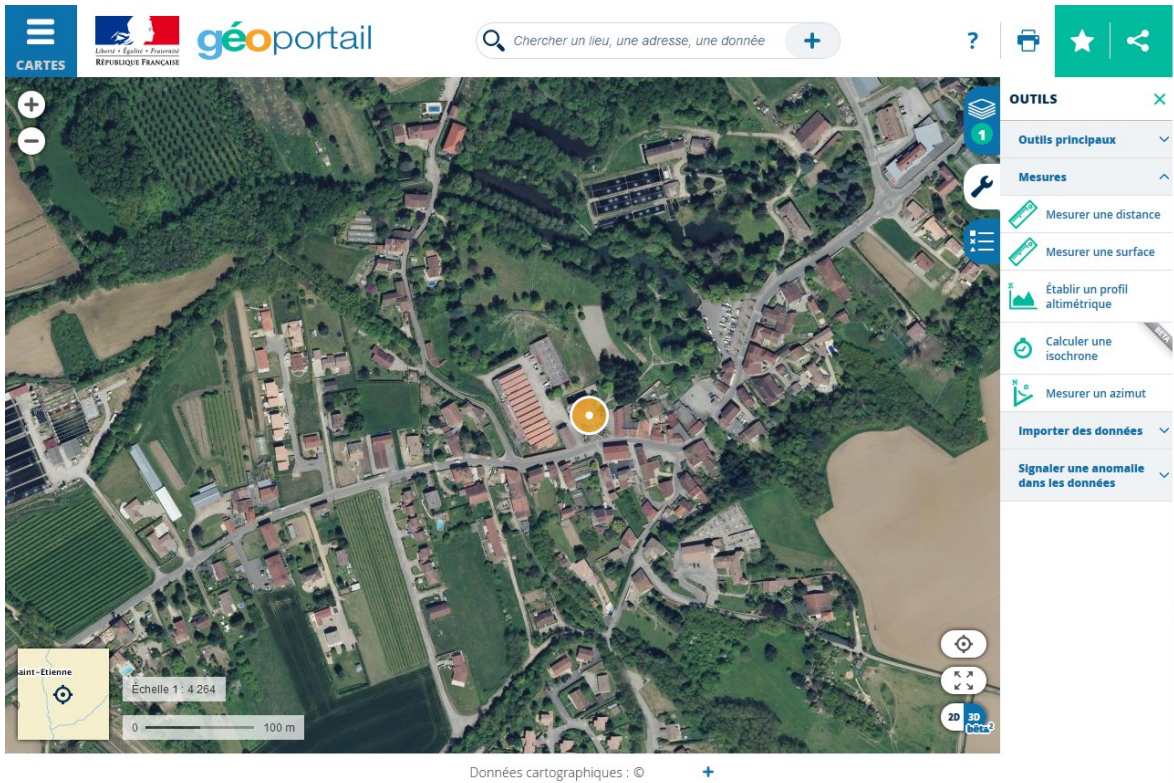 CARTES
Liberté • Égalité • Fraternité
RÉPUBLIQUE FRANÇAISE
géoportail
Chercher un lieu, une adresse, une donnée
+
?
+
−
1
OUTILS
Outils principaux
Mesures
Mesurer une distance
Mesurer une surface
Établir un profil
altimétrique
Calculer une
isochrone
BETA
Mesurer un azimut
Importer des données
Signaler une anomalie
dans les données
aint-Etienne
Échelle 1 : 4 264
0
100 m
2D
3D
bêta²
Données cartographiques : ©
+